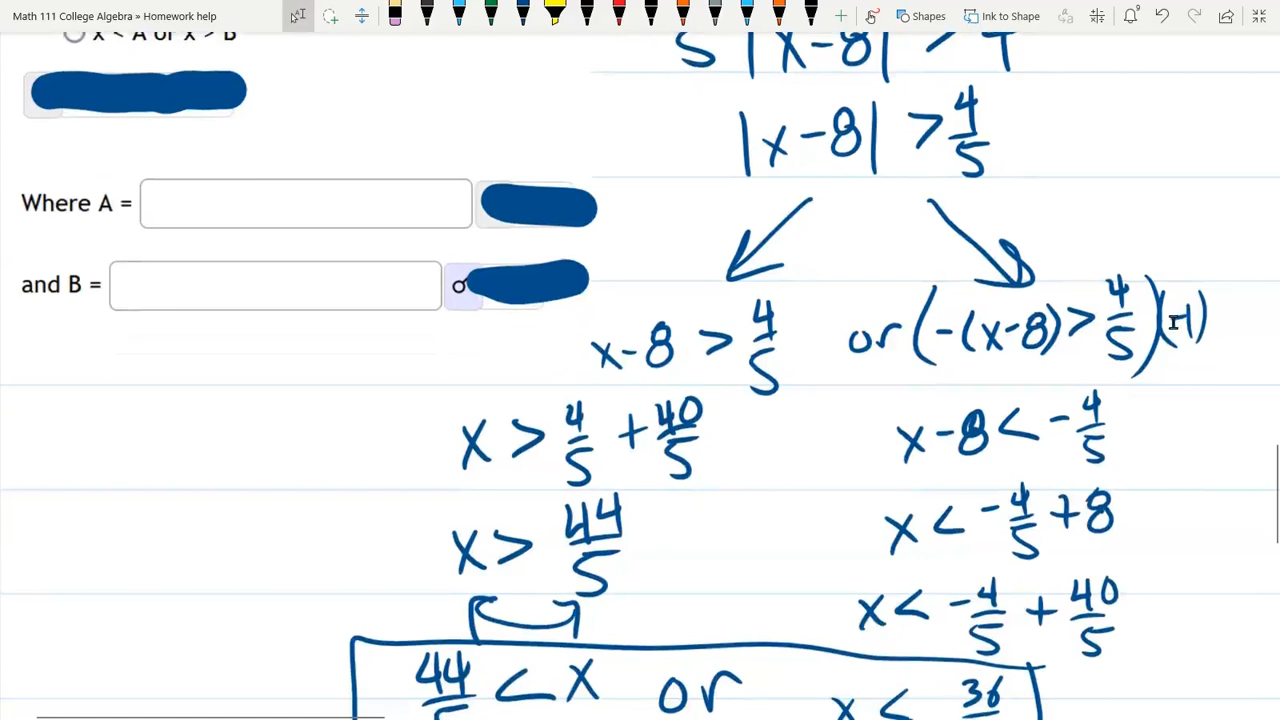 Math 111 College Algebra » Homework help
Shapes
Ink to Shape
x < A or x > B
Where A =
and B =
5 |x-8| > 4
|x-8| > 4/5
x-8 > 4/5 or (-(x-8) > 4/5)(-1)
x > 4/5 + 40/5
x-8 < -4/5
x > 44/5
x < -4/5 + 8
x < -4/5 + 40/5
44/5 < x or x < 36